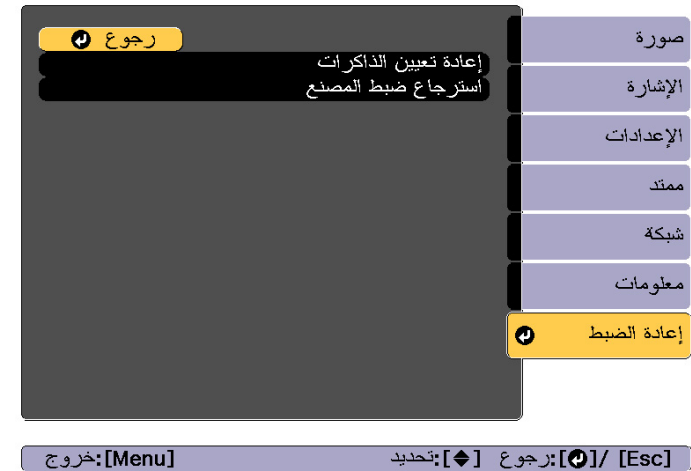 صورة
الإشارة
الإعدادات
ممتد
شبكة
معلومات
إعادة الضبط
رجوع
إعادة تعيين الذاكرات
استرجاع ضبط المصنع
[Esc] /[⏎]:رجوع [◆]:تحديد [Menu]:خروج